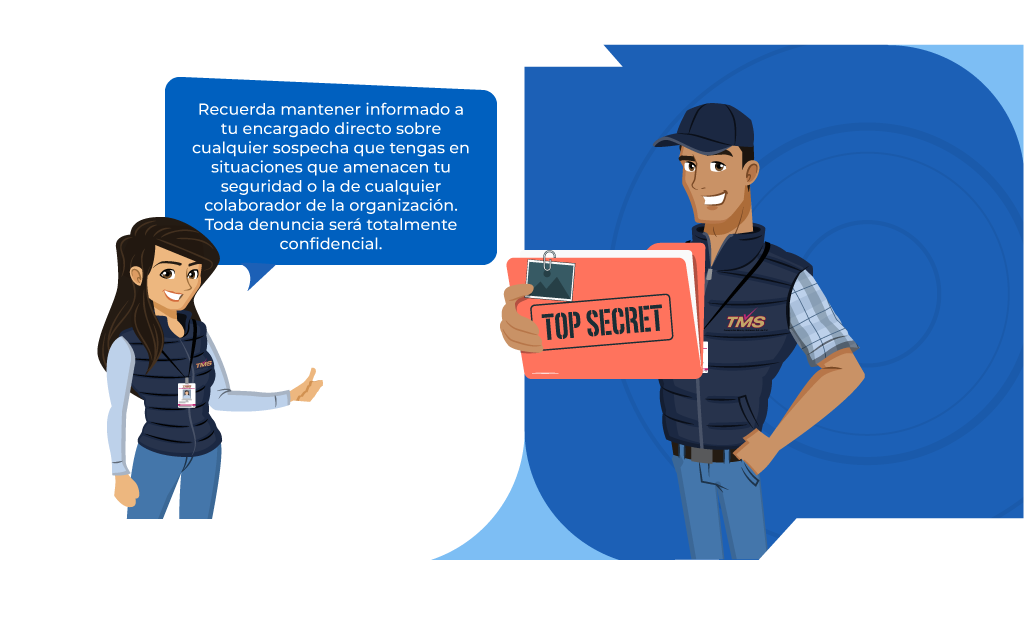 Recuerda mantener informado a
tu encargado directo sobre
cualquier sospecha que tengas en
situaciones que amenacen tu
seguridad o la de cualquier
colaborador de la organización.
Toda denuncia será totalmente
confidencial.
TMS
TOP SECRET
TMS